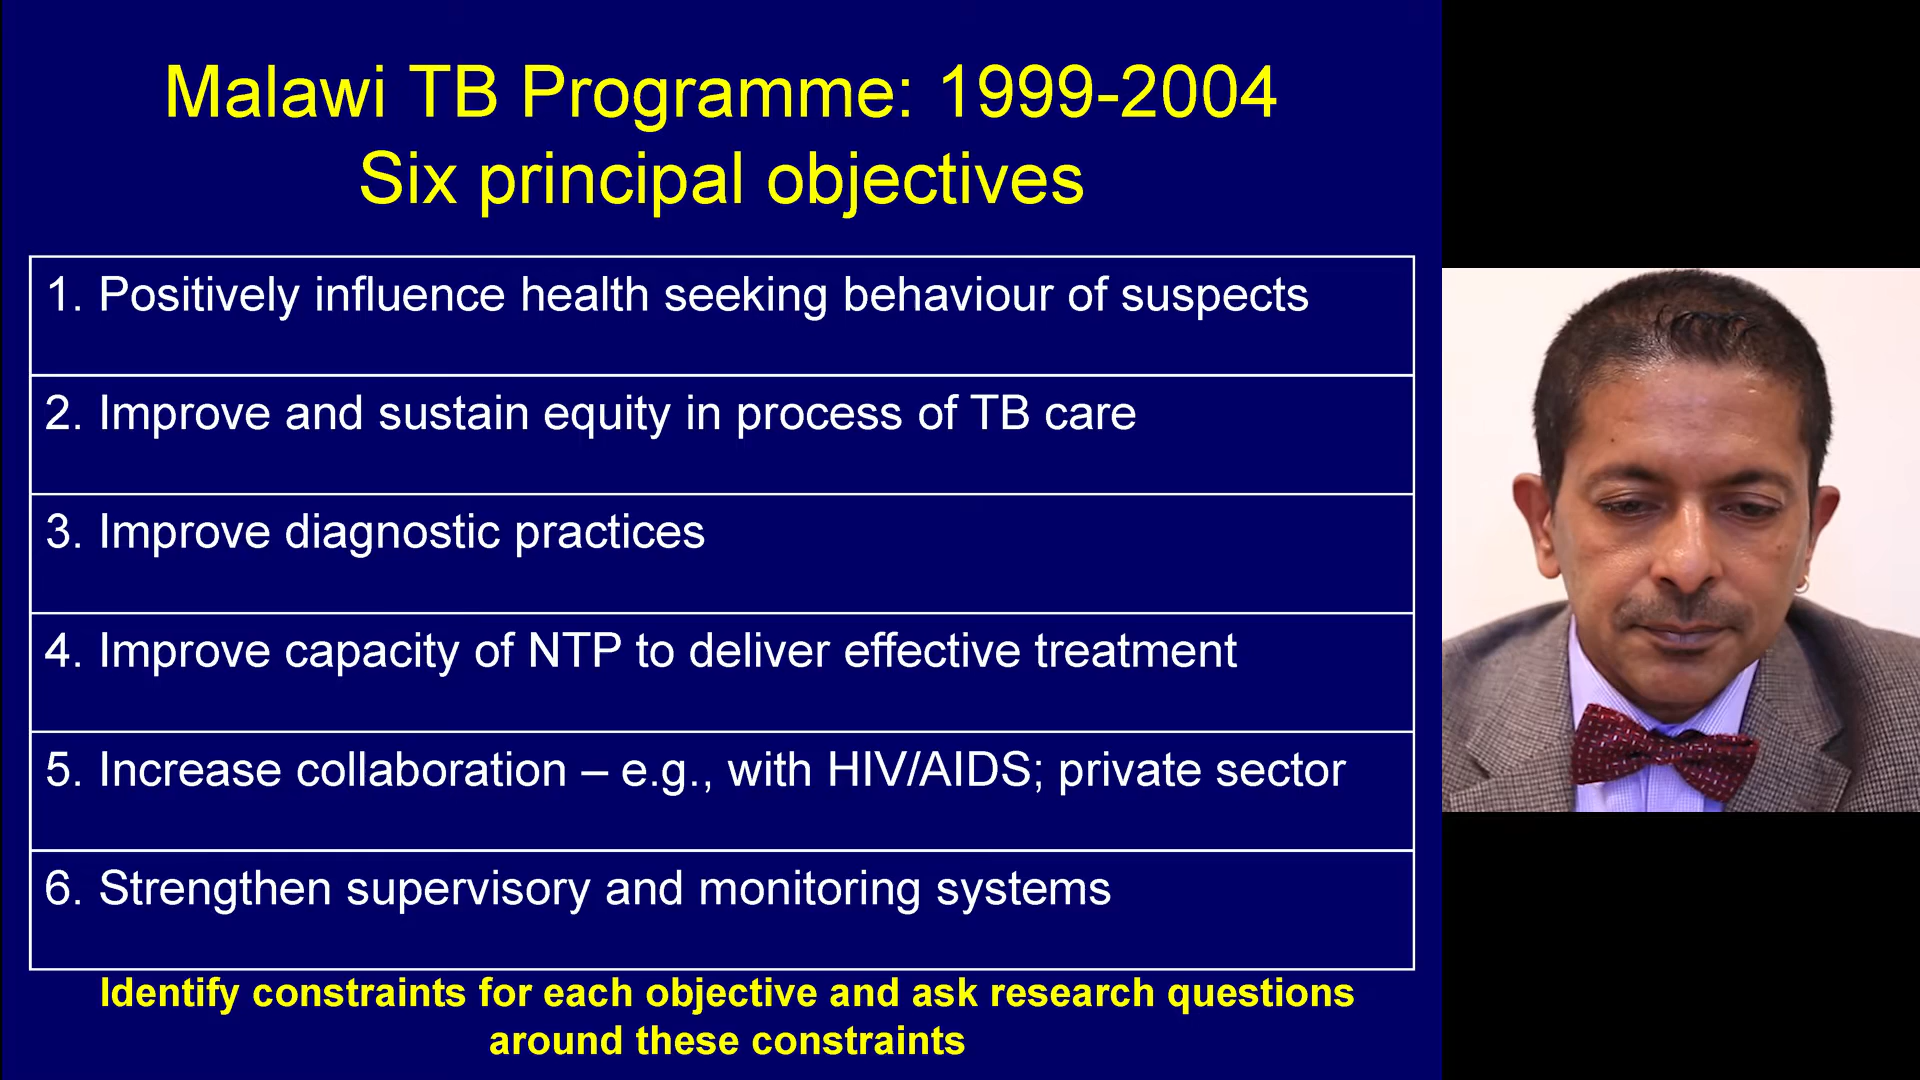 Malawi TB Programme: 1999-2004
Six principal objectives
1. Positively influence health seeking behaviour of suspects
2. Improve and sustain equity in process of TB care
3. Improve diagnostic practices
4. Improve capacity of NTP to deliver effective treatment
5. Increase collaboration – e.g., with HIV/AIDS; private sector
6. Strengthen supervisory and monitoring systems
Identify constraints for each objective and ask research questions
around these constraints